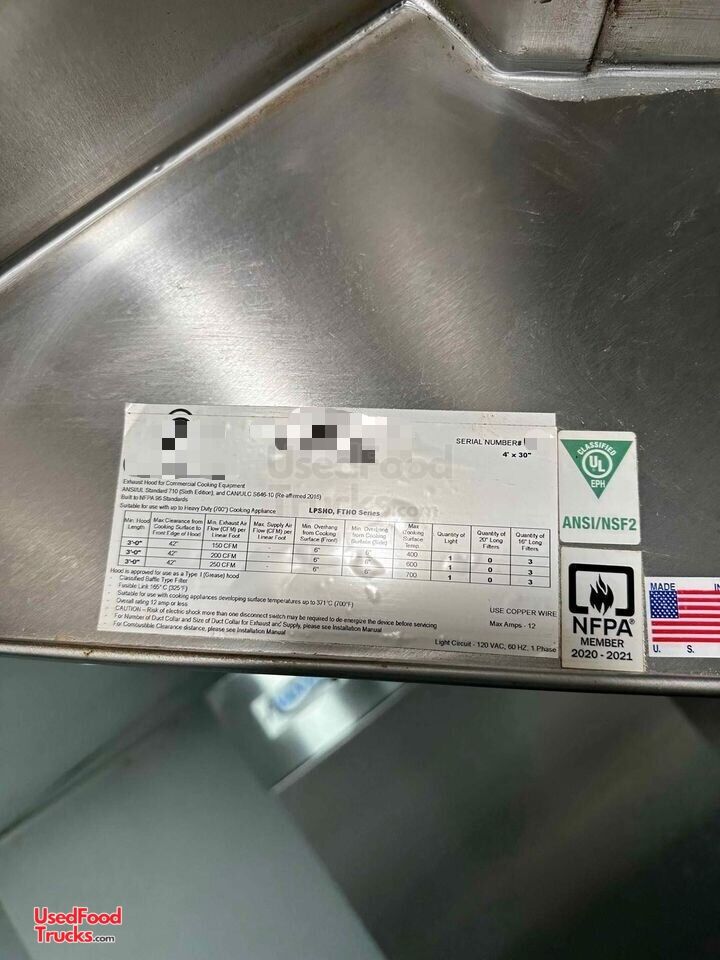 SERIAL NUMBER#
4' x 30"
Exhaust Hood for Commercial Cooking Equipment
ANSI/UL Standard 710 (Sixth Edition), and CAN/ULC S646-10 (Re-affirmed 2015)
Built to NFPA 96 Standards
Suitable for use with up to Heavy Duty (700°) Cooking Appliance
LPSHO, FTHO Series
Min. Hood Length | Max. Clearance from Cooking Surface to Front Edge of Hood | Min. Exhaust Air Flow (CFM) per Linear Foot | Max. Supply Air Flow (CFM) per Linear Foot | Min. Overhang from Cooking Surface (Front) | Min. Overhang from Cooking Surface (Side) | Max Cooking Surface Temp. | Quantity of Light | Quantity of 20" Long Filters | Quantity of 16" Long Filters
3'-0" 42" 150 CFM - 6" 6" 400 1 0 3
3'-0" 42" 200 CFM - 6" 6" 600 1 0 3
3'-0" 42" 250 CFM - 6" 6" 700 1 0 3
Hood is approved for use as a Type 1 (Grease) hood
Classified Baffle Type Filter
Fusible Link 165° C (325°F)
- Suitable for use with cooking appliances developing surface temperatures up to 371°C (700°F)
Overall rating 12 amp or less
- CAUTION – Risk of electric shock more than one disconnect switch may be required to de-energize the device before servicing
For Number of Duct Collar and Size of Duct Collar for Exhaust and Supply, please see Installation Manual
For Combustible Clearance distance, please see Installation Manual
USE COPPER WIRE
Max Amps - 12
Light Circuit - 120 VAC, 60 HZ, 1 Phase
CLASSIFIED
UL
EPH
ANSI/NSF2
NFPA®
MEMBER
2020 - 2021
MADE IN
U. S.
UsedFood
Trucks.com
UsedFood
Trucks.com